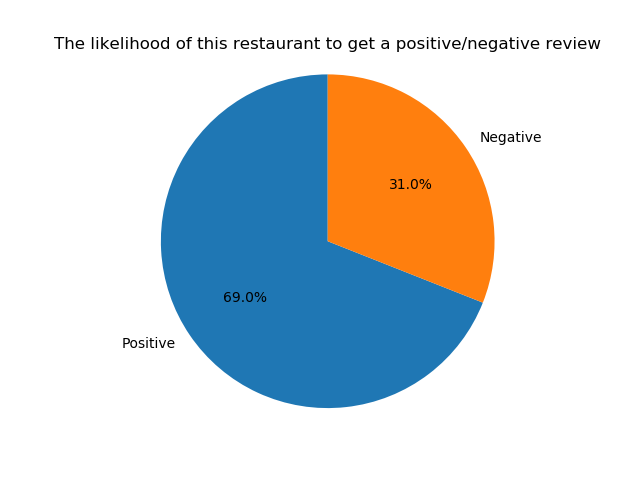 The likelihood of this restaurant to get a positive/negative review
Negative
31.0%
69.0%
Positive